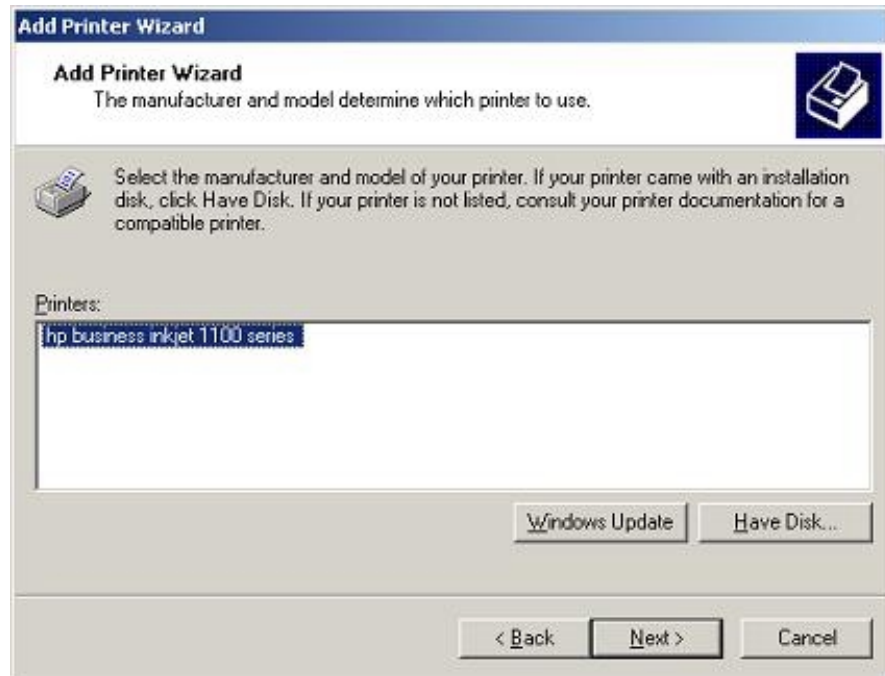 Add Printer Wizard
Add Printer Wizard
The manufacturer and model determine which printer to use.
Select the manufacturer and model of your printer. If your printer came with an installation
disk, click Have Disk. If your printer is not listed, consult your printer documentation for a
compatible printer.
Printers:
hp business inkjet 1100 series
Windows Update
Have Disk...
< Back
Next >
Cancel